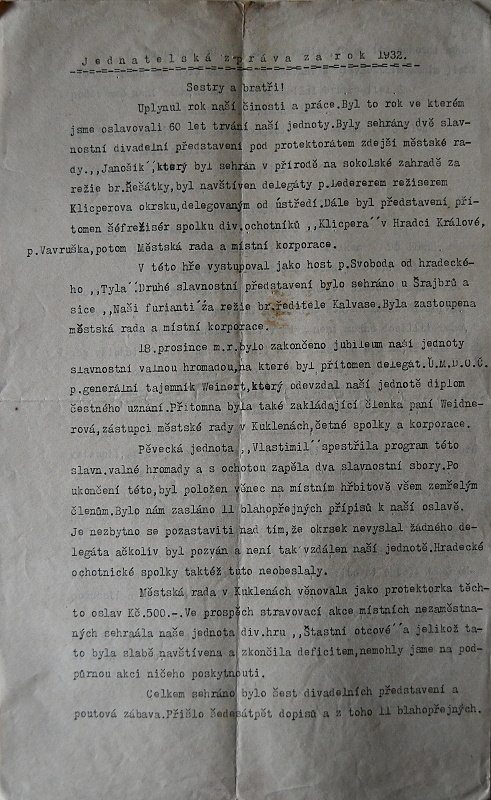 Jednatelská zpráva za rok 1932.
Sestry a bratři!
Uplynul rok naší činosti a práce.Byl to rok ve kterém
jsme oslavovali 60 let trvání naší jednoty.Byly sehrány dvě slav-
nostní divadelní představení pod protektorátem zdejší městské ra-
dy.,,Janošík´´,který byl sehrán v přírodě na sokolské zahradě za
režie br.Řešátky,byl navštíven delegáty p.Ledererem režiserem
Klicperova okrsku,delegovaným od ústředí.Dále byl představení pří-
tomen šéfrežisér spolku div.ochotníků ,,Klicpera´´v Hradci Králové,
p.Vavruška,potom Městská rada a místní korporace.
V této hře vystupoval jako host p.Svoboda od hradecké-
ho ,,Tyla´´.Druhé slavnostní představení bylo sehráno u Šrajbrů a
sice ,,Naši furianti´´za režie br.ředitele Kalvase.Byla zastoupena
městská rada a místní korporace.
18.prosince m.r.bylo zakončeno jubileum naší jednoty
slavnostní valnou hromadou,na které byl přítomen delegát.Ú.M.D.O.Č.
p.generální tajemník Weinert,který odevzdal naší jednotě diplom
čestného uznání.Přítomna byla také zakládající členka paní Weidne-
rová,zástupci městské rady v Kuklenách,četné spolky a korporace.
Pěvecká jednota ,,Vlastimil´´spestřila program této
slavn.valné hromady a s ochotou zapěla dva slavnostní sbory.Po
ukončení této,byl položen věnec na místním hřbitově všem zemřelým
členům.Bylo nám zasláno 11 blahopřejných přípisů k naší oslavě.
Je nezbytno se pozastaviti nad tím,že okrsek nevyslal žádného de-
legáta ačkoliv byl pozván a není tak vzdálen naší jednotě.Hradecké
ochotnické spolky taktéž tuto neobeslaly.
Městská rada v Kuklenách věnovala jako protektorka těch-
to oslav Kč.500.-.Ve prospěch stravovací akce místních nezaměstna-
ných sehraála naše jednota div.hru ,,Štastní otcové´´a jelikož ta-
to byla slabě navštívena a zkončila deficitem,nemohly jsme na pod-
půrnou akci ničeho poskytnouti.
Celkem sehráno bylo šest divadelních představení a
poutová zábava.Přišlo šedesátpět dopisů a z toho 11 blahopřejných.